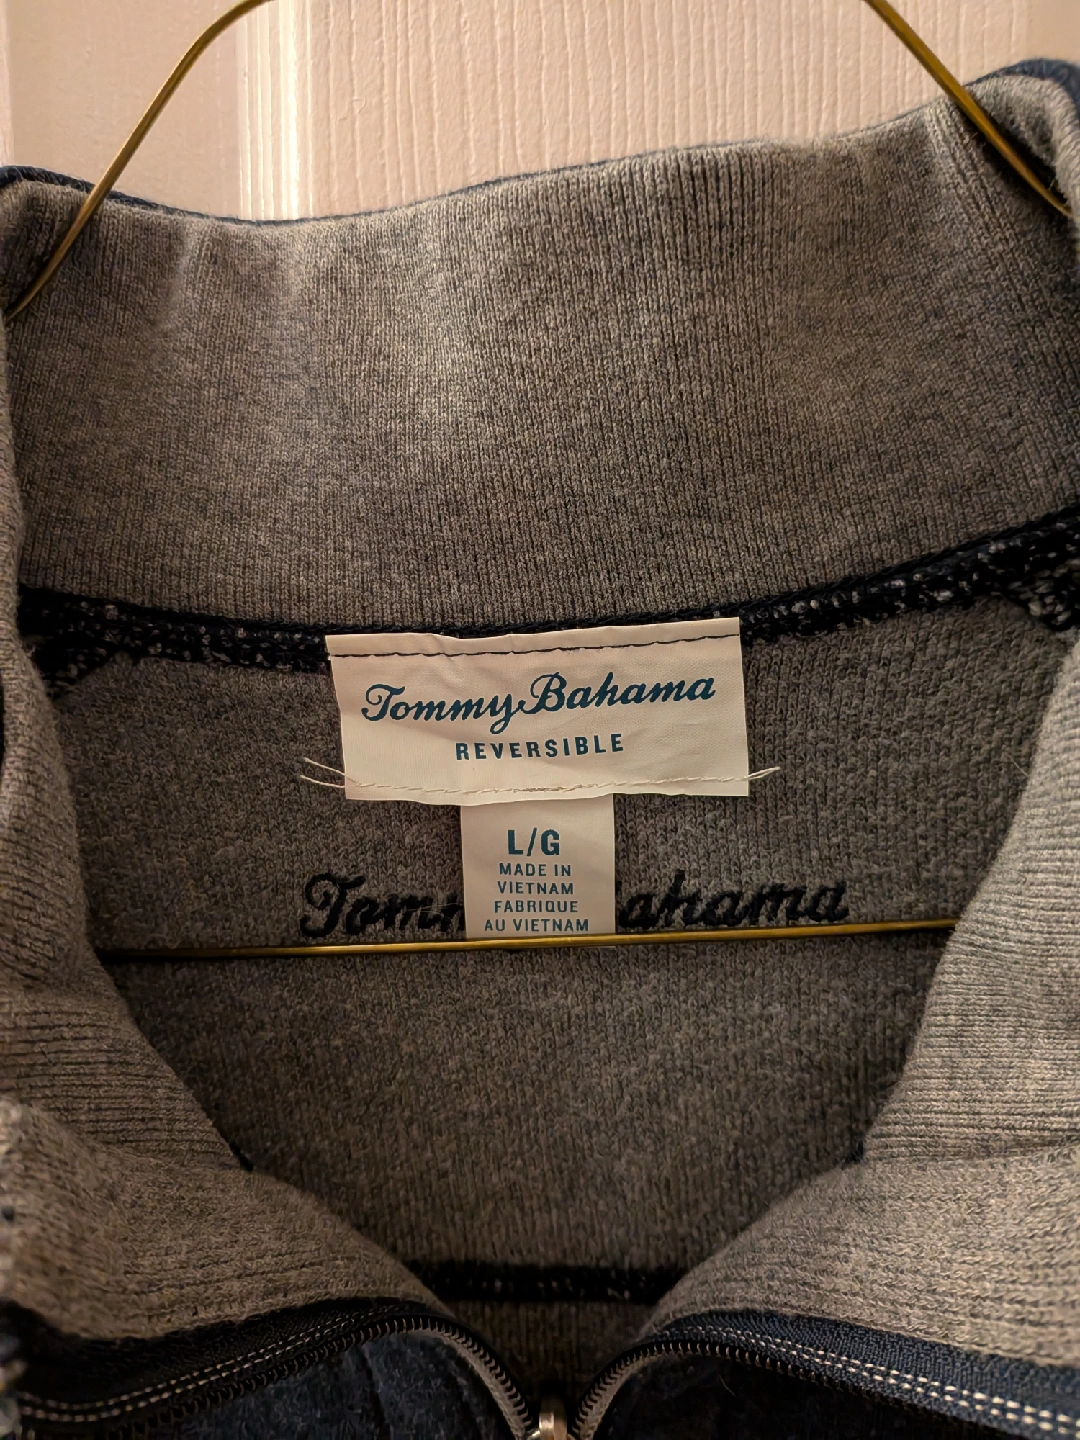 Tommy Bahama
REVERSIBLE
L/G
MADE IN
VIETNAM
FABRIQUE
AU VIETNAM